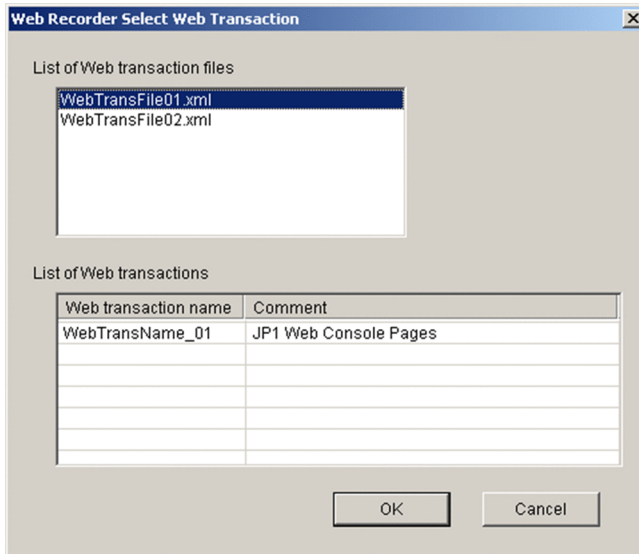 Web Recorder Select Web Transaction
List of Web transaction files
WebTransFile01.xml
WebTransFile02.xml
List of Web transactions
Web transaction name Comment
WebTransName_01 JP1 Web Console Pages
OK Cancel